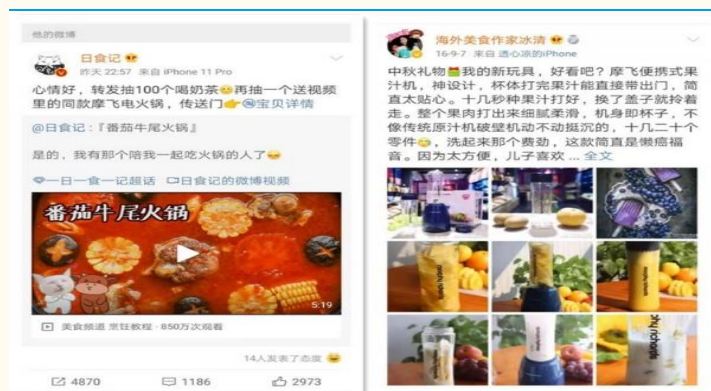 他的微博
日食记
昨天 22:57 来自 iPhone 11 Pro
心情好，转发抽100个喝奶茶 再抽一个送视频
里的同款摩飞电火锅，传送门 宝贝详情
@日食记：『番茄牛尾火锅』
是的，我有那个陪我一起吃火锅的人了
一日一食一记超话 日食记的微博视频
番茄牛尾火锅
5:19
美食频道 烹饪教程 · 850万次观看
14人发表了态度
4870 1186 2973
海外美食作家冰清
16-9-7 来自 透心凉的iPhone
中秋礼物 我的新玩具，好看吧？摩飞便携式果
汁机，神设计，杯体打完果汁能直接带出门，简
直太贴心。十几秒种果汁打好，换了盖子就拎着
走。整个果肉打出来细腻柔滑，机身即杯子，不
像传统原汁机破壁机动不动挺沉的，十几二十个
零件，洗起来那个费劲，这款简直是懒癌福
音。因为太方便，儿子喜欢 ... 全文